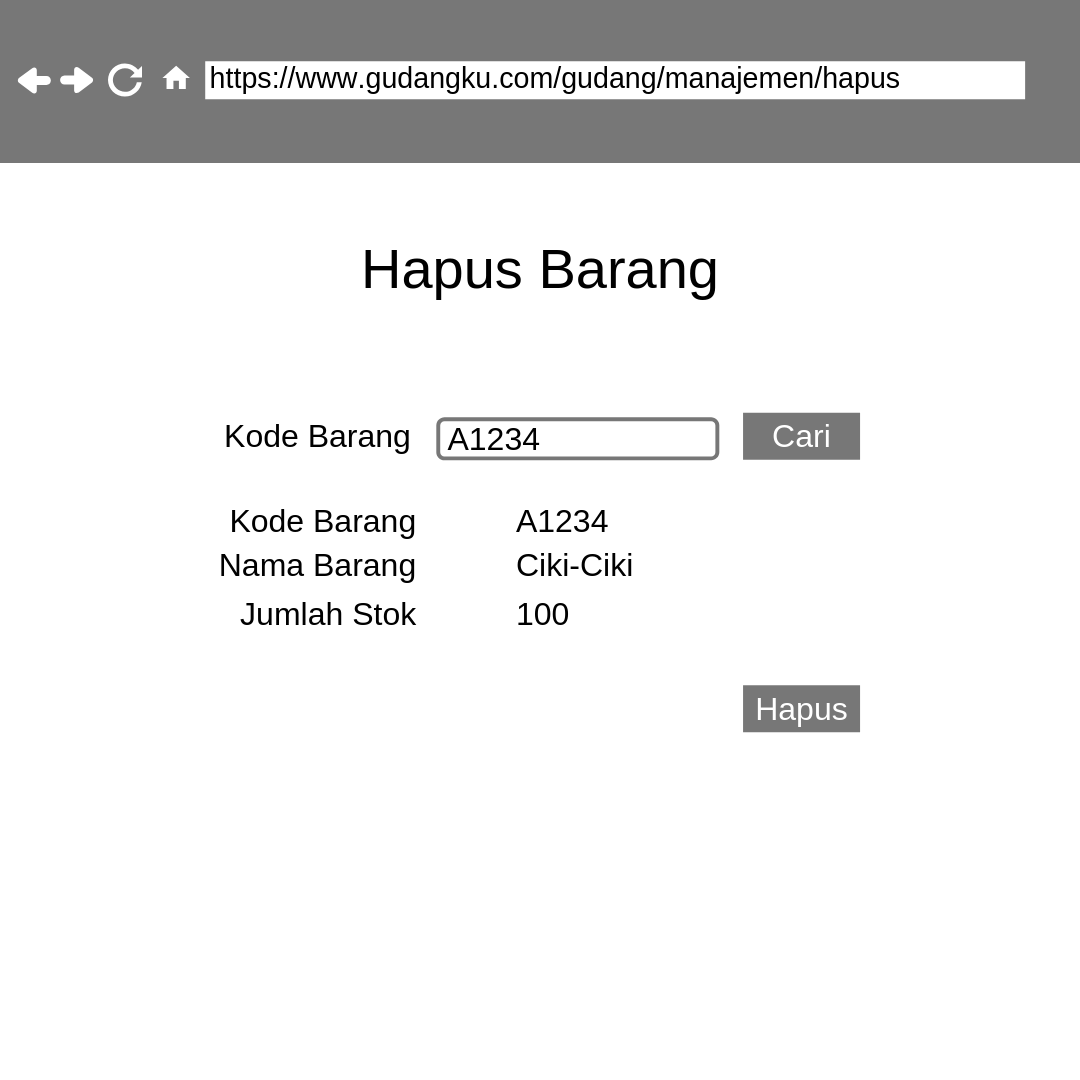 https://www.gudangku.com/gudang/manajemen/hapus
Hapus Barang
Kode Barang A1234 Cari
Kode Barang A1234
Nama Barang Ciki-Ciki
Jumlah Stok 100
Hapus